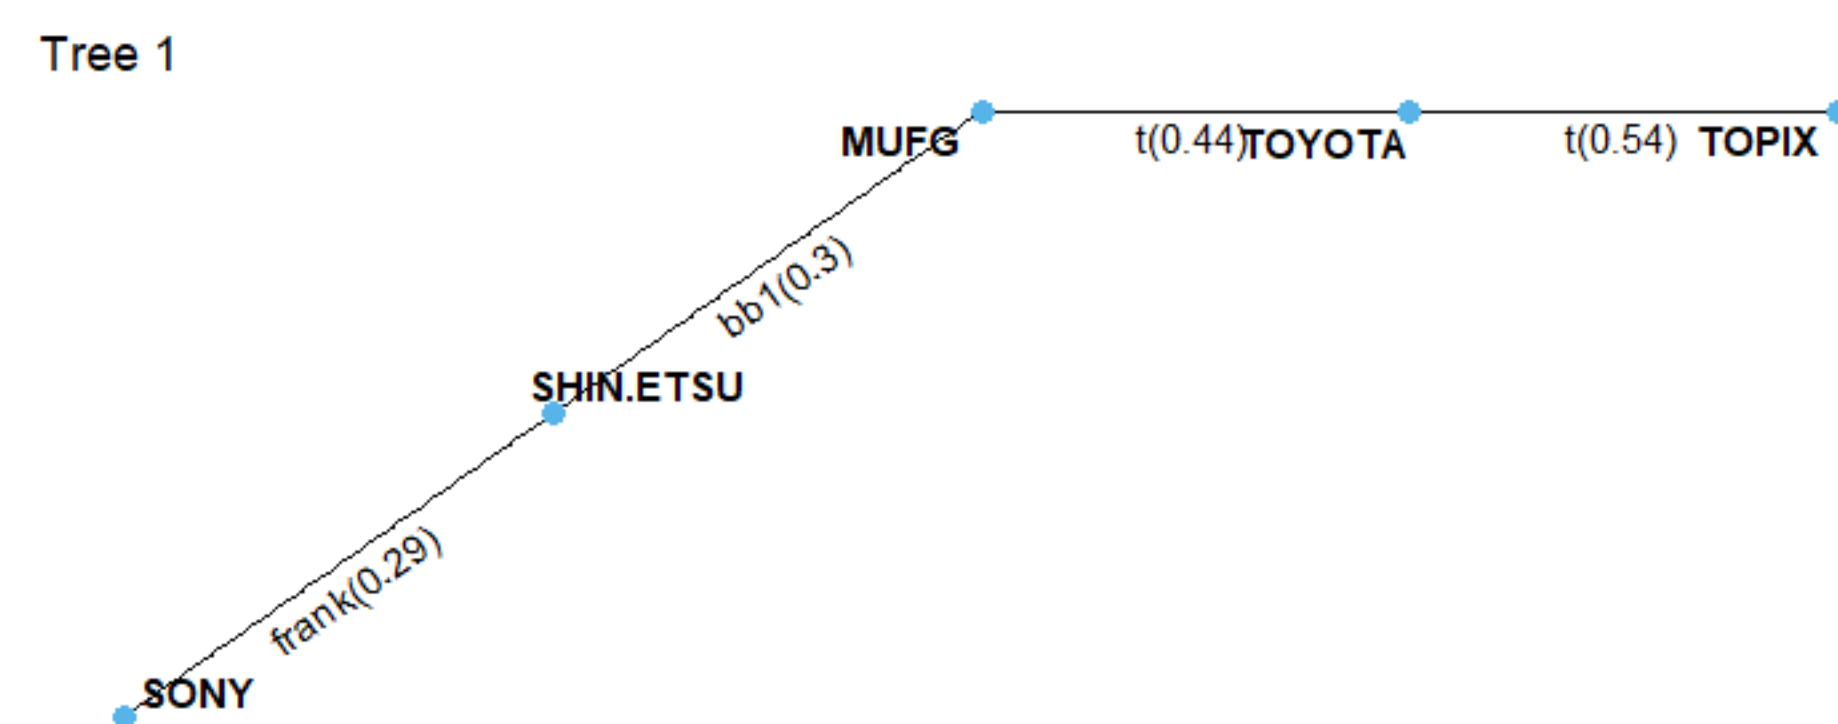 Tree 1
MUFG
t(0.44)
TOYOTA
t(0.54)
TOPIX
bb1(0.3)
SHIN.ETSU
frank(0.29)
SONY